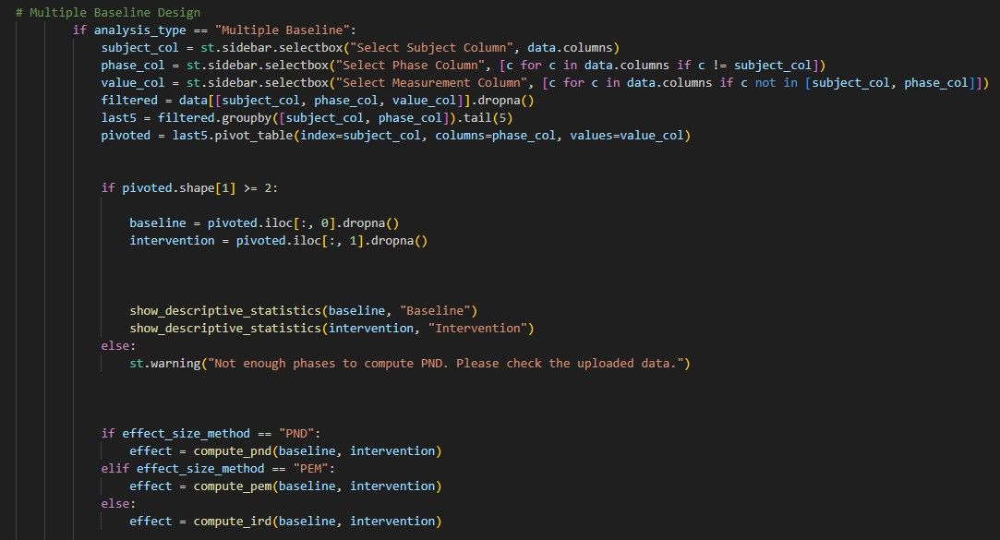 # Multiple Baseline Design
if analysis_type == "Multiple Baseline":
subject_col = st.sidebar.selectbox("Select Subject Column", data.columns)
phase_col = st.sidebar.selectbox("Select Phase Column", [c for c in data.columns if c != subject_col])
value_col = st.sidebar.selectbox("Select Measurement Column", [c for c in data.columns if c not in [subject_col, phase_col]])
filtered = data[[subject_col, phase_col, value_col]].dropna()
last5 = filtered.groupby([subject_col, phase_col]).tail(5)
pivoted = last5.pivot_table(index=subject_col, columns=phase_col, values=value_col)
if pivoted.shape[1] >= 2:
baseline = pivoted.iloc[:, 0].dropna()
intervention = pivoted.iloc[:, 1].dropna()
show_descriptive_statistics(baseline, "Baseline")
show_descriptive_statistics(intervention, "Intervention")
else:
st.warning("Not enough phases to compute PND. Please check the uploaded data.")
if effect_size_method == "PND":
effect = compute_pnd(baseline, intervention)
elif effect_size_method == "PEM":
effect = compute_pem(baseline, intervention)
else:
effect = compute_ird(baseline, intervention)